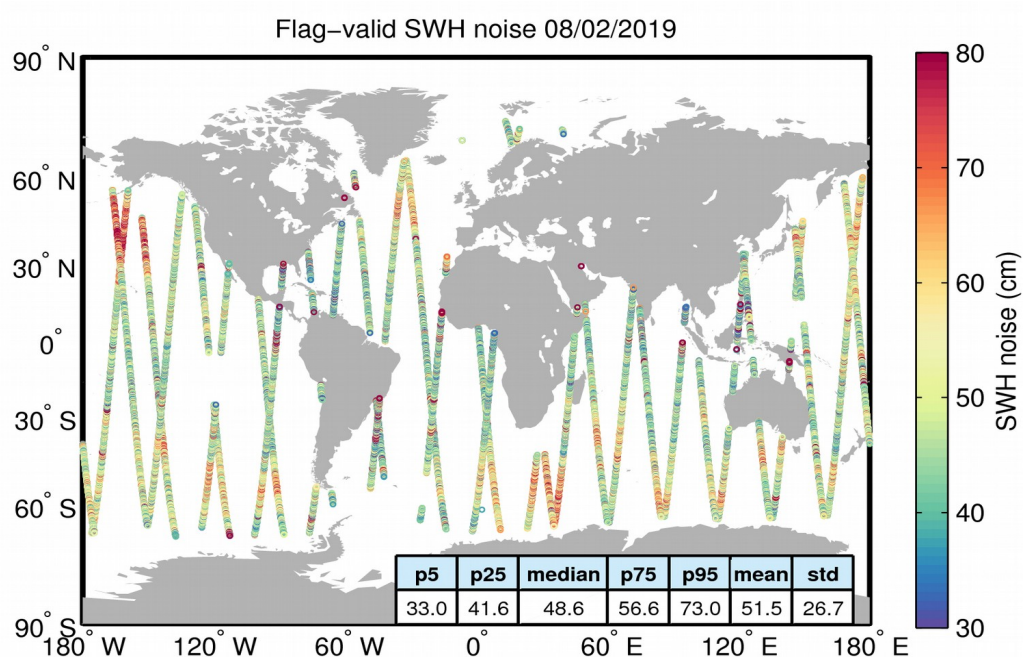 Flag−valid SWH noise 08/02/2019
90° N
60° N
30° N
0°
30° S
60° S
90° S
180° W
120° W
60° W
0°
60° E
120° E
180° E
p5 p25 median p75 p95 mean std
33.0 41.6 48.6 56.6 73.0 51.5 26.7
80
70
60
50
40
30
SWH noise (cm)